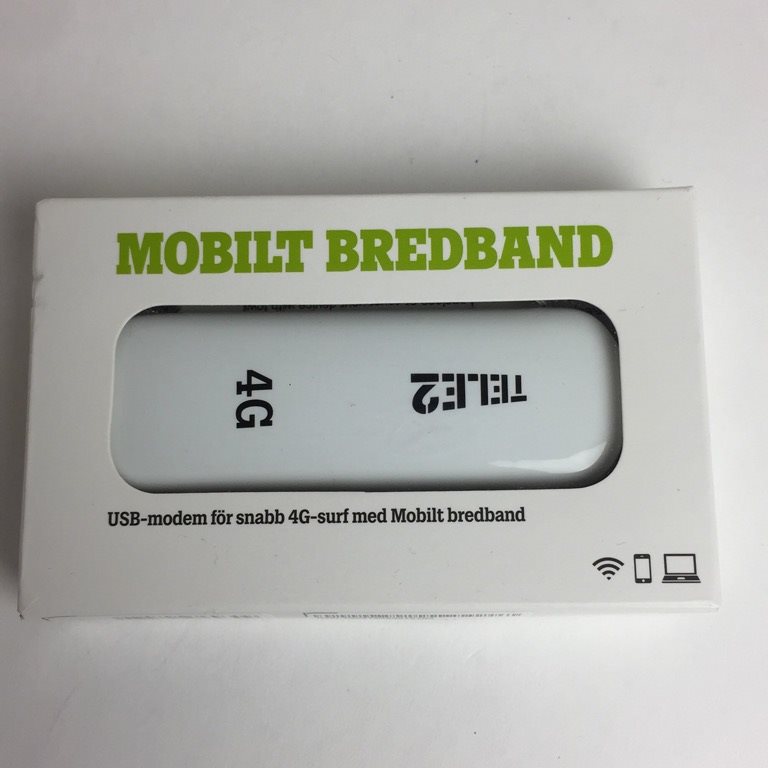 MOBILT BREDBAND
4G
TELE2
USB-modem för snabb 4G-surf med Mobilt bredband